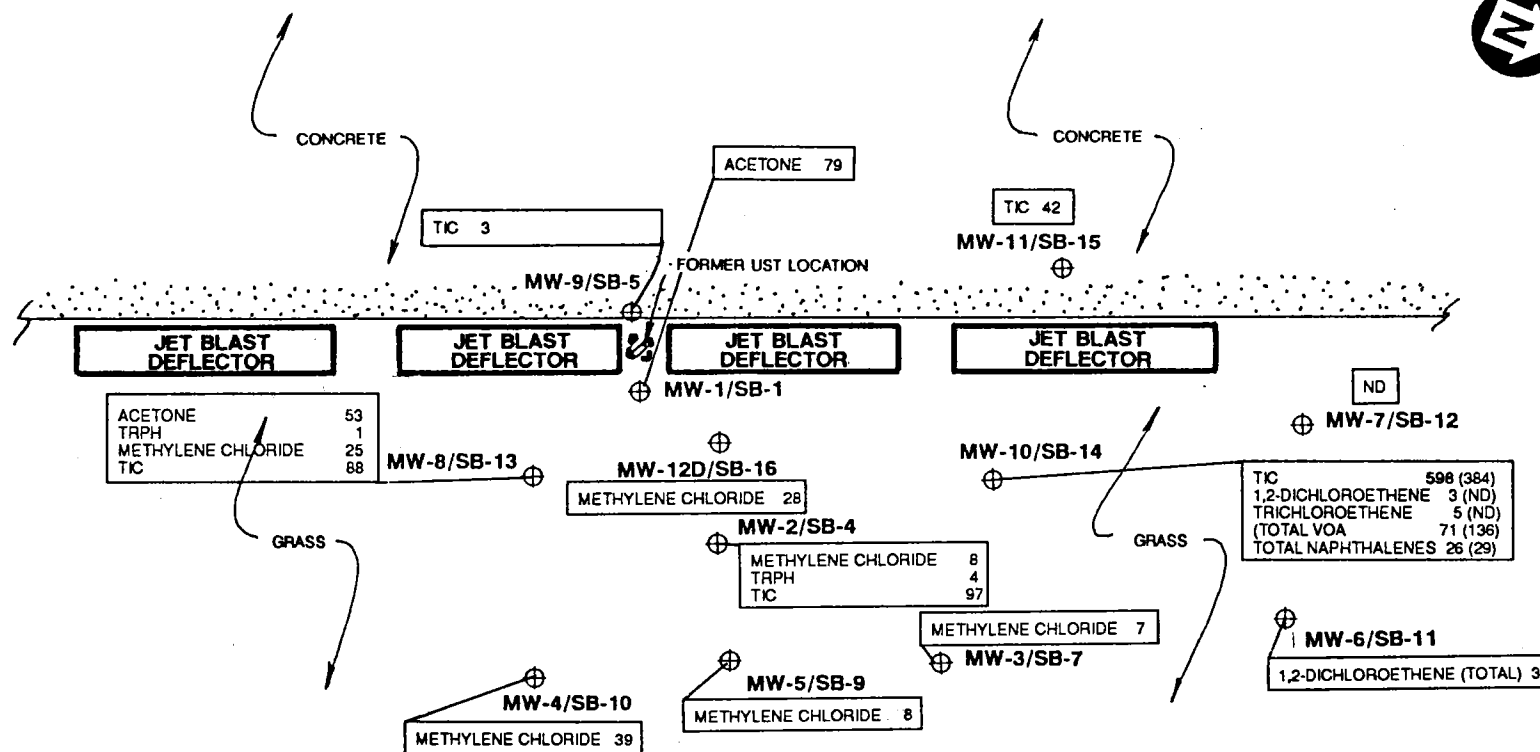 N
CONCRETE
CONCRETE
ACETONE 79
TIC 3
TIC 42
MW-11/SB-15
FORMER UST LOCATION
MW-9/SB-5
JET BLAST
DEFLECTOR
JET BLAST
DEFLECTOR
JET BLAST
DEFLECTOR
JET BLAST
DEFLECTOR
MW-1/SB-1
ND
MW-7/SB-12
ACETONE 53
TRPH 1
METHYLENE CHLORIDE 25
TIC 88
MW-8/SB-13
MW-12D/SB-16
METHYLENE CHLORIDE 28
MW-10/SB-14
TIC 598 (384)
1,2-DICHLOROETHENE 3 (ND)
TRICHLOROETHENE 5 (ND)
(TOTAL VOA 71 (136)
TOTAL NAPHTHALENES 26 (29)
GRASS
MW-2/SB-4
METHYLENE CHLORIDE 8
TRPH 4
TIC 97
GRASS
METHYLENE CHLORIDE 7
MW-3/SB-7
MW-6/SB-11
1,2-DICHLOROETHENE (TOTAL) 3
MW-5/SB-9
METHYLENE CHLORIDE 8
MW-4/SB-10
METHYLENE CHLORIDE 39